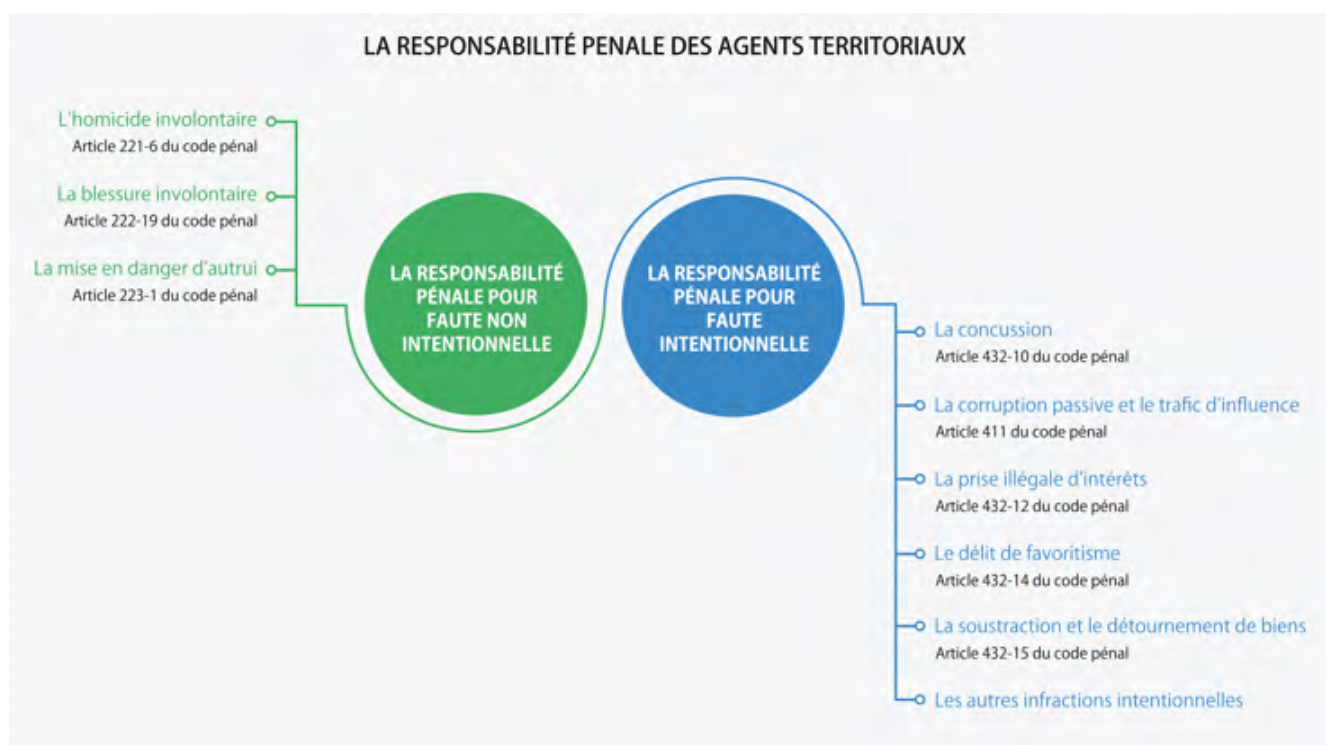 LA RESPONSABILITÉ PENALE DES AGENTS TERRITORIAUX
L'homicide involontaire
Article 221-6 du code pénal
La blessure involontaire
Article 222-19 du code pénal
La mise en danger d'autrui
Article 223-1 du code pénal
LA RESPONSABILITÉ
PÉNALE POUR
FAUTE NON
INTENTIONNELLE
LA RESPONSABILITÉ
PÉNALE POUR
FAUTE
INTENTIONNELLE
La concussion
Article 432-10 du code pénal
La corruption passive et le trafic d'influence
Article 411 du code pénal
La prise illégale d'intérêts
Article 432-12 du code pénal
Le délit de favoritisme
Article 432-14 du code pénal
La soustraction et le détournement de biens
Article 432-15 du code pénal
Les autres infractions intentionnelles